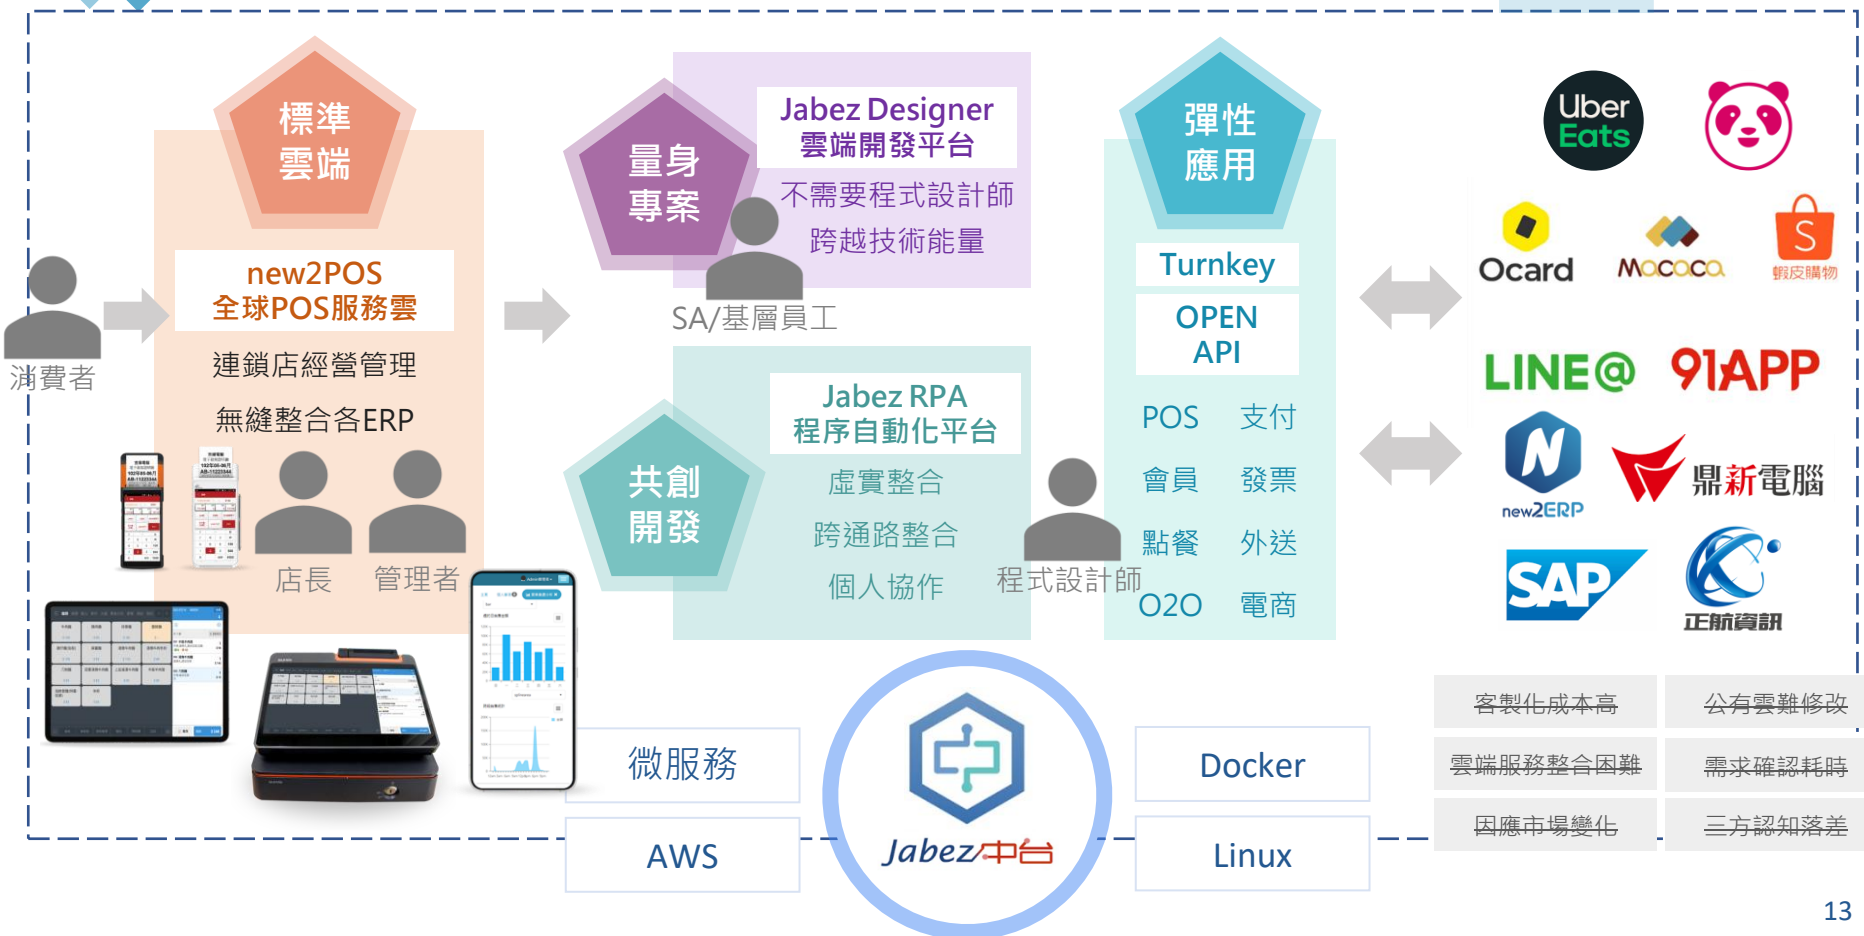 標準
雲端
new2POS
全球POS服務雲
連鎖店經營管理
無縫整合各ERP
消費者
店長
管理者
量身
專案
Jabez Designer
雲端開發平台
不需要程式設計師
跨越技術能量
SA/基層員工
共創
開發
Jabez RPA
程序自動化平台
虛實整合
跨通路整合
個人協作
程式設計師
彈性
應用
Turnkey
OPEN
API
POS 支付
會員 發票
點餐 外送
O2O 電商
Uber
Eats
Ocard
MOCOCO
S
蝦皮購物
LINE@
91APP
N
new2ERP
鼎新電腦
SAP
正航資訊
微服務
AWS
Jabez中台
Docker
Linux
客製化成本高
公有雲難修改
雲端服務整合困難
需求確認耗時
因應市場變化
三方認知落差
13